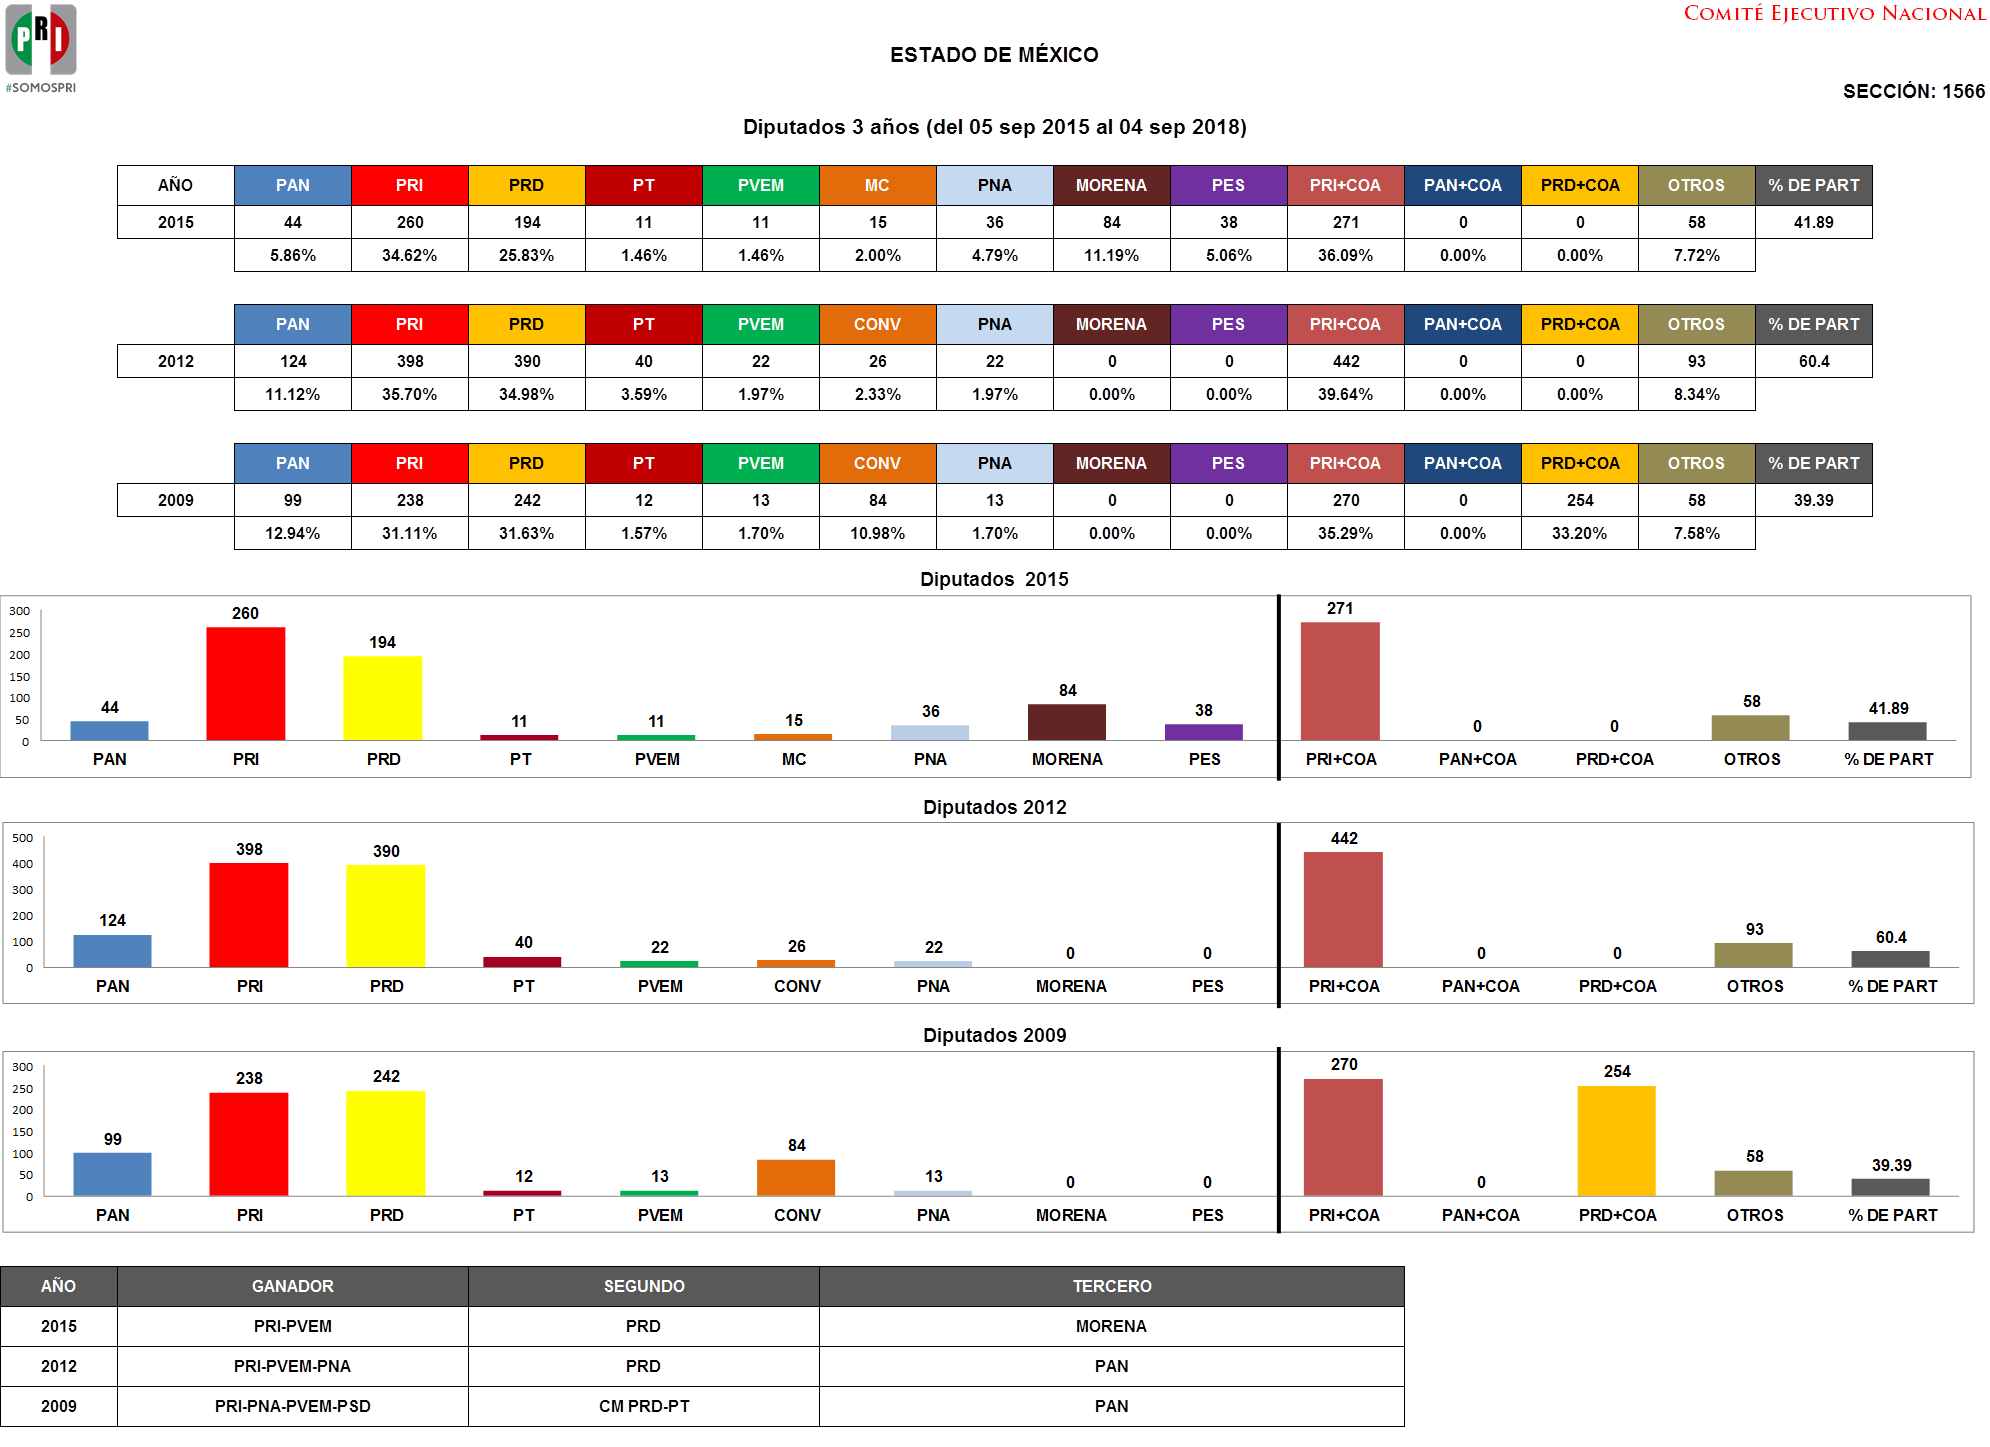 PRI
#SOMOSPRI
COMITÉ EJECUTIVO NACIONAL
ESTADO DE MÉXICO
SECCIÓN: 1566
Diputados 3 años (del 05 sep 2015 al 04 sep 2018)
AÑO PAN PRI PRD PT PVEM MC PNA MORENA PES PRI+COA PAN+COA PRD+COA OTROS % DE PART
2015 44 260 194 11 11 15 36 84 38 271 0 0 58 41.89
5.86% 34.62% 25.83% 1.46% 1.46% 2.00% 4.79% 11.19% 5.06% 36.09% 0.00% 0.00% 7.72%
PAN PRI PRD PT PVEM CONV PNA MORENA PES PRI+COA PAN+COA PRD+COA OTROS % DE PART
2012 124 398 390 40 22 26 22 0 0 442 0 0 93 60.4
11.12% 35.70% 34.98% 3.59% 1.97% 2.33% 1.97% 0.00% 0.00% 39.64% 0.00% 0.00% 8.34%
PAN PRI PRD PT PVEM CONV PNA MORENA PES PRI+COA PAN+COA PRD+COA OTROS % DE PART
2009 99 238 242 12 13 84 13 0 0 270 0 254 58 39.39
12.94% 31.11% 31.63% 1.57% 1.70% 10.98% 1.70% 0.00% 0.00% 35.29% 0.00% 33.20% 7.58%
Diputados 2015
300
250
200
150
100
50
0
44 260 194 11 11 15 36 84 38 271 0 0 58 41.89
PAN PRI PRD PT PVEM MC PNA MORENA PES PRI+COA PAN+COA PRD+COA OTROS % DE PART
Diputados 2012
500
400
300
200
100
0
124 398 390 40 22 26 22 0 0 442 0 0 93 60.4
PAN PRI PRD PT PVEM CONV PNA MORENA PES PRI+COA PAN+COA PRD+COA OTROS % DE PART
Diputados 2009
300
250
200
150
100
50
0
99 238 242 12 13 84 13 0 0 270 0 254 58 39.39
PAN PRI PRD PT PVEM CONV PNA MORENA PES PRI+COA PAN+COA PRD+COA OTROS % DE PART
AÑO GANADOR SEGUNDO TERCERO
2015 PRI-PVEM PRD MORENA
2012 PRI-PVEM-PNA PRD PAN
2009 PRI-PNA-PVEM-PSD CM PRD-PT PAN